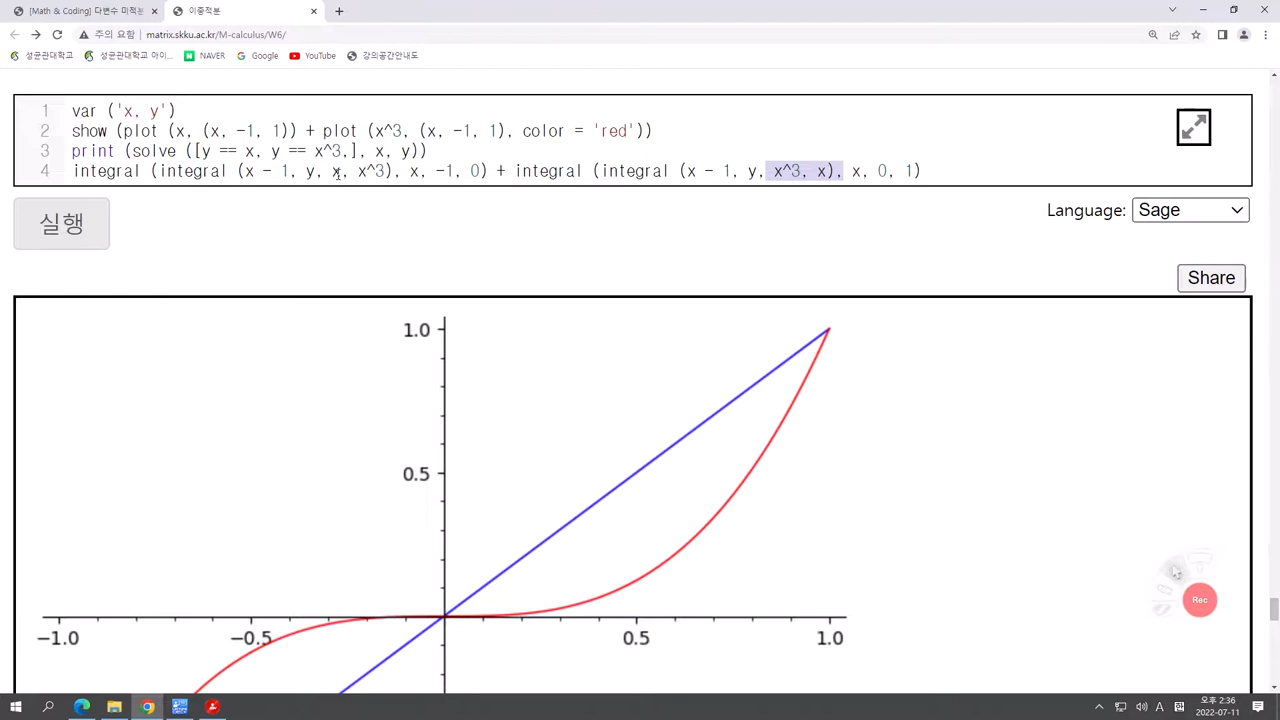 [Math & Coding] 다변수 미적분
이중적분
주의 요함 matrix.skku.ac.kr/M-calculus/W6/
성균관대학교 성균관대학교 아이... NAVER Google YouTube 강의공간안내도
1 var ('x, y')
2 show (plot (x, (x, -1, 1)) + plot (x^3, (x, -1, 1), color = 'red'))
3 print (solve ([y == x, y == x^3,], x, y))
4 integral (integral (x - 1, y, x, x^3), x, -1, 0) + integral (integral (x - 1, y, x^3, x), x, 0, 1)
실행
Language: Sage
Share
1.0
0.5
-1.0 -0.5 0.5 1.0
Rec
A 오후 2:36
2022-07-11